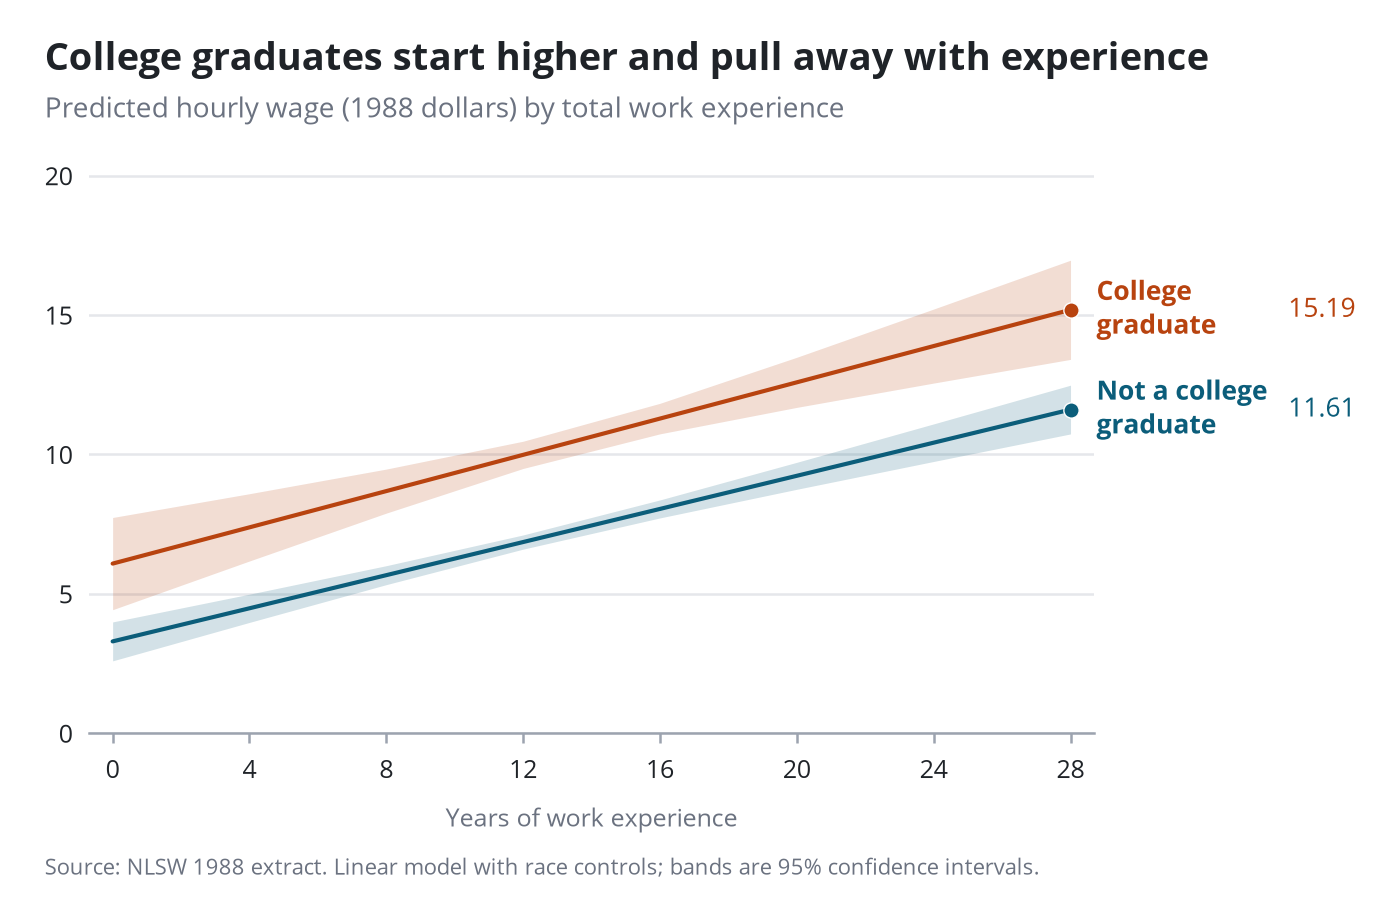 College graduates start higher and pull away with experience
Predicted hourly wage (1988 dollars) by total work experience
20
15
10
5
0
College
graduate
15.19
Not a college
graduate
11.61
0 4 8 12 16 20 24 28
Years of work experience
Source: NLSW 1988 extract. Linear model with race controls; bands are 95% confidence intervals.